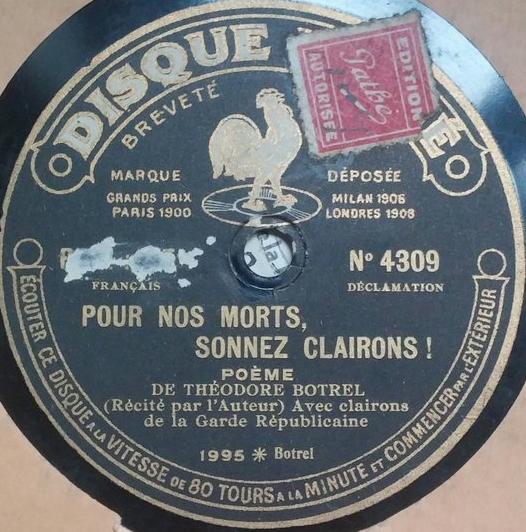 DISQUE
BREVETÉ
EDITION
Pathé
AUTORISÉE
MARQUE DÉPOSÉE
GRANDS PRIX MILAN 1906
PARIS 1900 LONDRES 1908
Nº 4309
FRANÇAIS DÉCLAMATION
POUR NOS MORTS,
SONNEZ CLAIRONS !
POÈME
DE THÉODORE BOTREL
(Récité par l'Auteur) Avec clairons
de la Garde Républicaine
1995 * Botrel
ÉCOUTER CE DISQUE A LA VITESSE DE 80 TOURS A LA MINUTE ET COMMENCER PAR L'EXTÉRIEUR